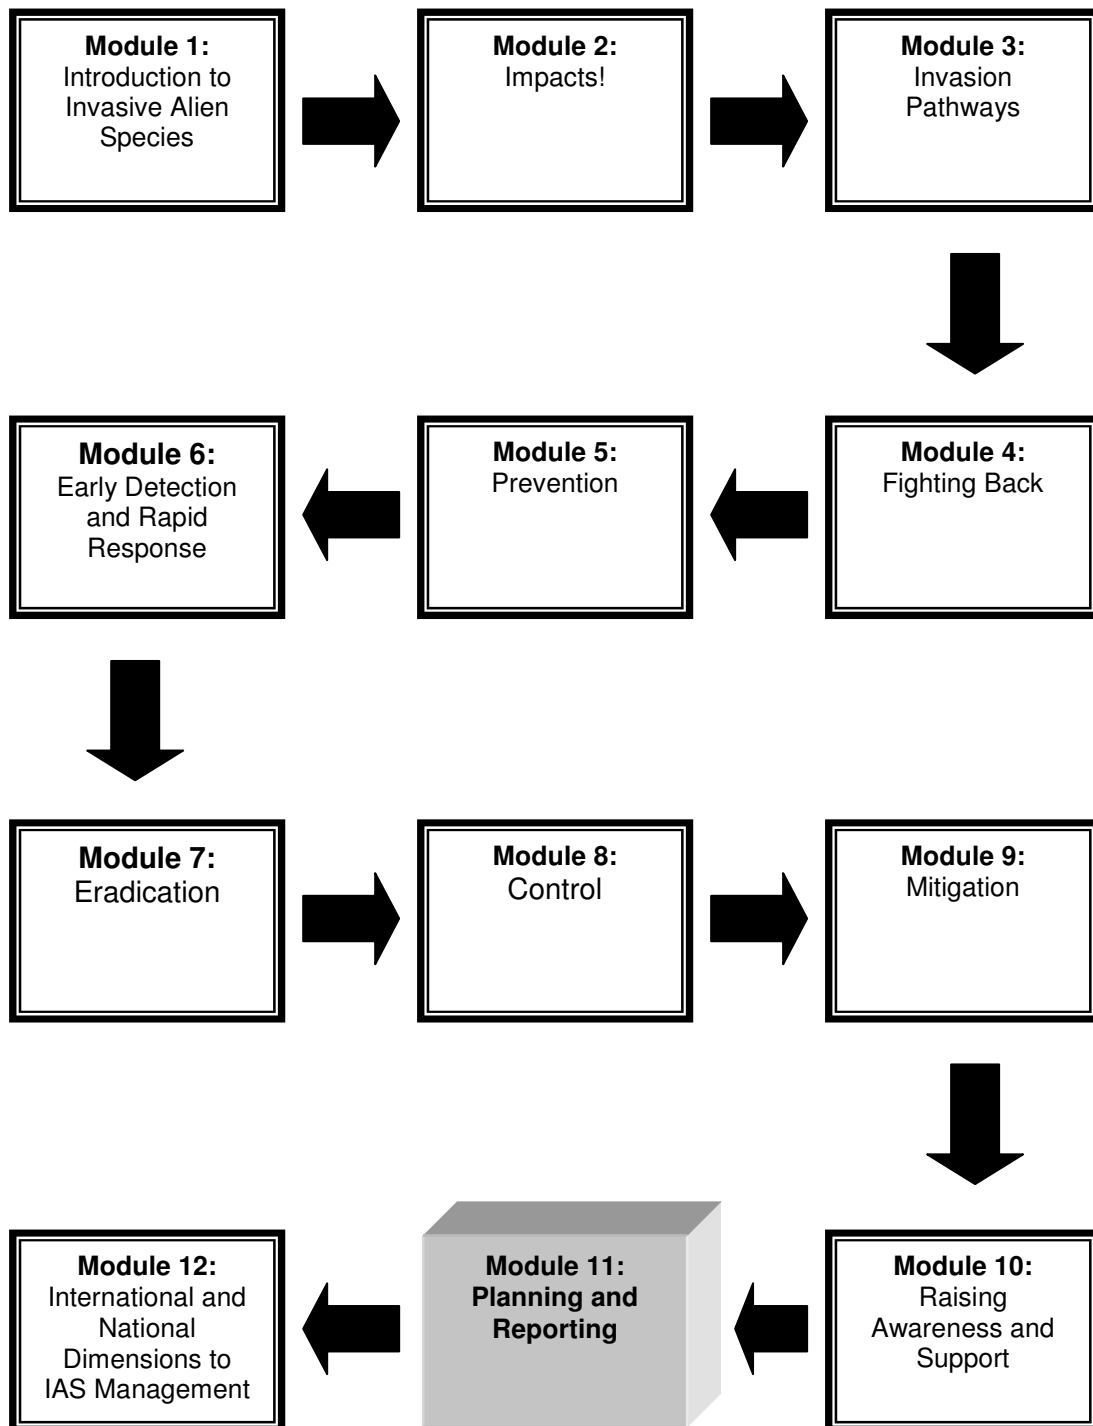 Module 1:
Introduction to
Invasive Alien
Species
Module 2:
Impacts!
Module 3:
Invasion
Pathways
Module 6:
Early Detection
and Rapid
Response
Module 5:
Prevention
Module 4:
Fighting Back
Module 7:
Eradication
Module 8:
Control
Module 9:
Mitigation
Module 12:
International and
National
Dimensions to
IAS Management
Module 11:
Planning and
Reporting
Module 10:
Raising
Awareness and
Support